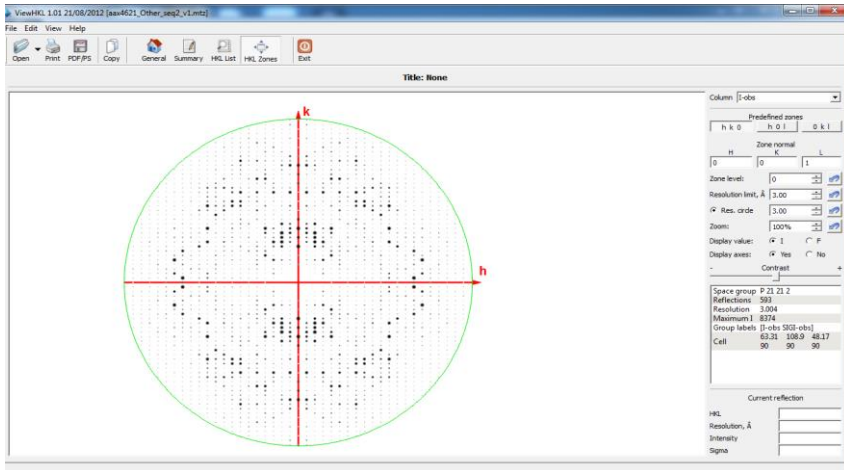 ViewHKL 1.01 21/08/2012 [aax4621_Other_seq2_v1.mtz]
File Edit View Help
Open Print PDF/PS Copy General Summary HKL List HKL Zones Exit
Title: None
k
h
Column I-obs
Predefined zones
h k 0 h 0 l 0 k l
Zone normal
H K L
0 0 1
Zone level: 0
Resolution limit, Å 3.00
Res. circle 3.00
Zoom: 100%
Display value: I F
Display axes: Yes No
- Contrast +
Space group P 21 21 2
Reflections 593
Resolution 3.004
Maximum I 8374
Group labels [I-obs SIGI-obs]
Cell 63.31 108.9 48.17
90 90 90
Current reflection
HKL
Resolution, Å
Intensity
Sigma